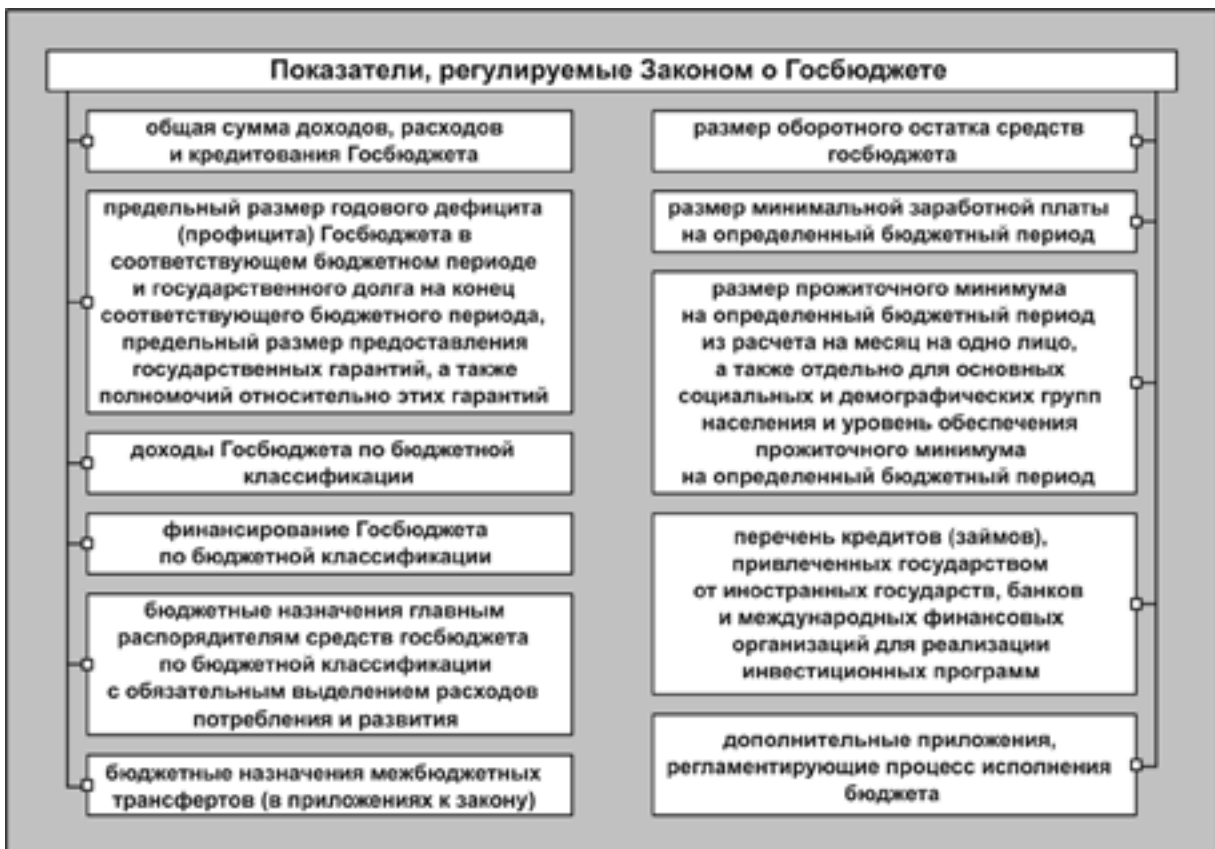 Показатели, регулируемые Законом о Госбюджете
общая сумма доходов, расходов
и кредитования Госбюджета
предельный размер годового дефицита
(профицита) Госбюджета в
соответствующем бюджетном периоде
и государственного долга на конец
соответствующего бюджетного периода,
предельный размер предоставления
государственных гарантий, а также
полномочий относительно этих гарантий
доходы Госбюджета по бюджетной
классификации
финансирование Госбюджета
по бюджетной классификации
бюджетные назначения главным
распорядителям средств госбюджета
по бюджетной классификации
с обязательным выделением расходов
потребления и развития
бюджетные назначения межбюджетных
трансфертов (в приложениях к закону)
размер оборотного остатка средств
госбюджета
размер минимальной заработной платы
на определенный бюджетный период
размер прожиточного минимума
на определенный бюджетный период
из расчета на месяц на одно лицо,
а также отдельно для основных
социальных и демографических групп
населения и уровень обеспечения
прожиточного минимума
на определенный бюджетный период
перечень кредитов (займов),
привлеченных государством
от иностранных государств, банков
и международных финансовых
организаций для реализации
инвестиционных программ
дополнительные приложения,
регламентирующие процесс исполнения
бюджета